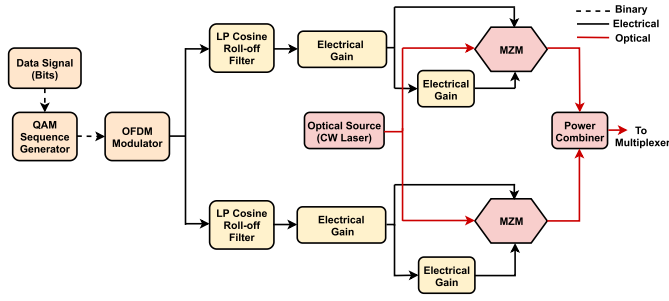 Binary
Electrical
Optical
Data Signal
(Bits)
QAM
Sequence
Generator
OFDM
Modulator
LP Cosine
Roll-off
Filter
Electrical
Gain
Electrical
Gain
MZM
Optical Source
(CW Laser)
Power
Combiner
To
Multiplexer
LP Cosine
Roll-off
Filter
Electrical
Gain
Electrical
Gain
MZM